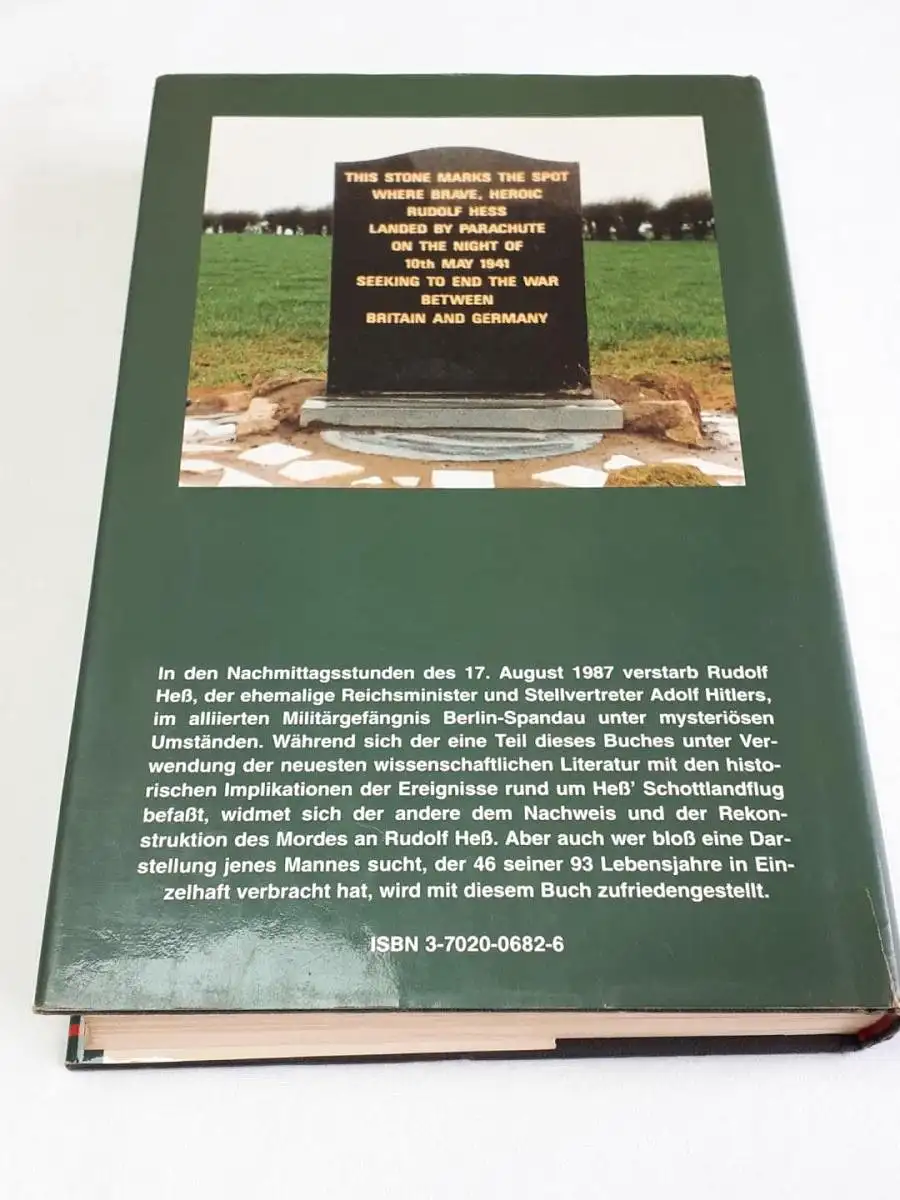 THIS STONE MARKS THE SPOT
WHERE BRAVE, HEROIC
RUDOLF HESS
LANDED BY PARACHUTE
ON THE NIGHT OF
10th MAY 1941
SEEKING TO END THE WAR
BETWEEN
BRITAIN AND GERMANY
In den Nachmittagsstunden des 17. August 1987 verstarb Rudolf
Heß, der ehemalige Reichsminister und Stellvertreter Adolf Hitlers,
im alliierten Militärgefängnis Berlin-Spandau unter mysteriösen
Umständen. Während sich der eine Teil dieses Buches unter Ver-
wendung der neuesten wissenschaftlichen Literatur mit den histo-
rischen Implikationen der Ereignisse rund um Heß' Schottlandflug
befaßt, widmet sich der andere dem Nachweis und der Rekon-
struktion des Mordes an Rudolf Heß. Aber auch wer bloß eine Dar-
stellung jenes Mannes sucht, der 46 seiner 93 Lebensjahre in Ein-
zelhaft verbracht hat, wird mit diesem Buch zufriedengestellt.
ISBN 3-7020-0682-6